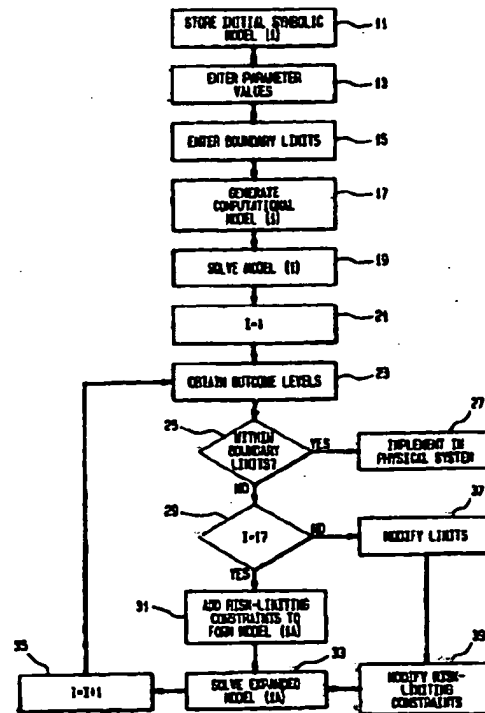 STORE INITIAL SYMBOLIC
MODEL (1)
11
ENTER PARAMETER
VALUES
13
ENTER BOUNDARY LIMITS
15
GENERATE
COMPUTATIONAL
MODEL (1)
17
SOLVE MODEL (1)
19
I=1
21
OBTAIN OUTCOME LEVELS
23
25
WITHIN
BOUNDARY
LIMITS?
YES
IMPLEMENT IN
PHYSICAL SYSTEM
27
NO
29
I=1?
NO
MODIFY LIMITS
37
YES
31
ADD RISK-LIMITING
CONSTRAINTS TO
FORM MODEL (1A)
35
I=I+1
SOLVE EXPANDED
MODEL (1A)
33
MODIFY RISK-
LIMITING
CONSTRAINTS
39